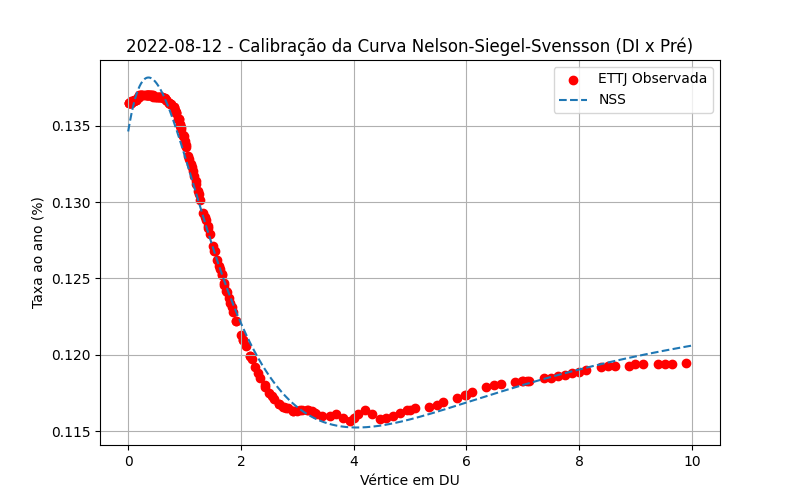 2022-08-12 - Calibração da Curva Nelson-Siegel-Svensson (DI x Pré)
ETTJ Observada
NSS
Taxa ao ano (%)
0.135
0.130
0.125
0.120
0.115
0 2 4 6 8 10
Vértice em DU